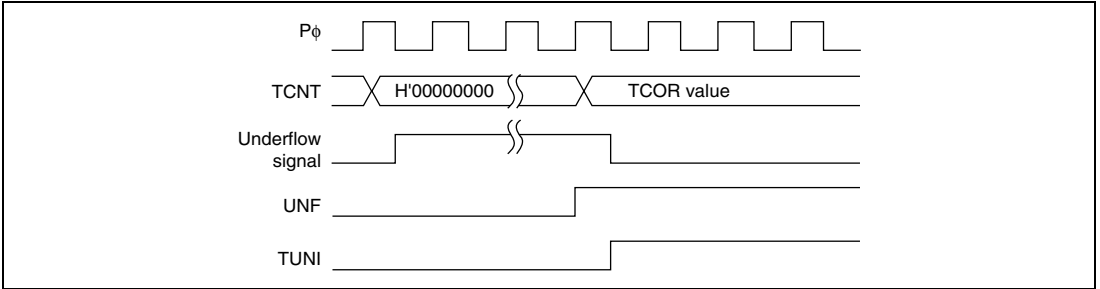 Pϕ
TCNT
H'00000000
TCOR value
Underflow
signal
UNF
TUNI